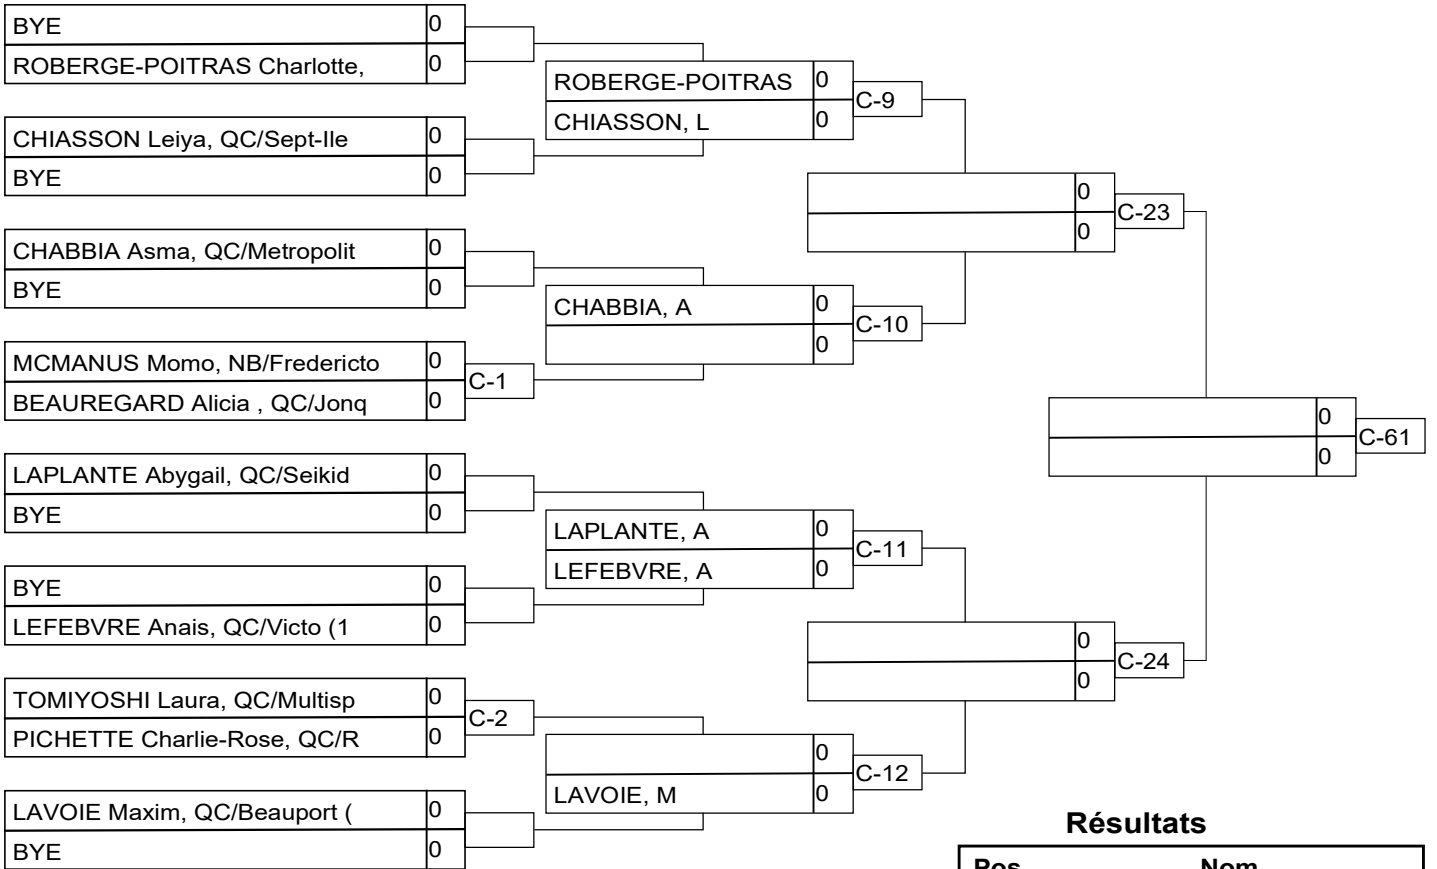 BYE 0
ROBERGE-POITRAS Charlotte, 0
CHIASSON Leiya, QC/Sept-Ile 0
BYE 0
CHABBIA Asma, QC/Metropolit 0
BYE 0
MCMANUS Momo, NB/Fredericto 0
BEAUREGARD Alicia , QC/Jonq 0
C-1
LAPLANTE Abygail, QC/Seikid 0
BYE 0
BYE 0
LEFEBVRE Anais, QC/Victo (1 0
TOMIYOSHI Laura, QC/Multisp 0
PICHETTE Charlie-Rose, QC/R 0
C-2
LAVOIE Maxim, QC/Beauport ( 0
BYE 0
ROBERGE-POITRAS 0
CHIASSON, L 0
C-9
CHABBIA, A 0
0
C-10
LAPLANTE, A 0
LEFEBVRE, A 0
C-11
0
LAVOIE, M 0
C-12
0
0
C-23
0
0
C-24
0
0
C-61
Résultats
Pos Nom